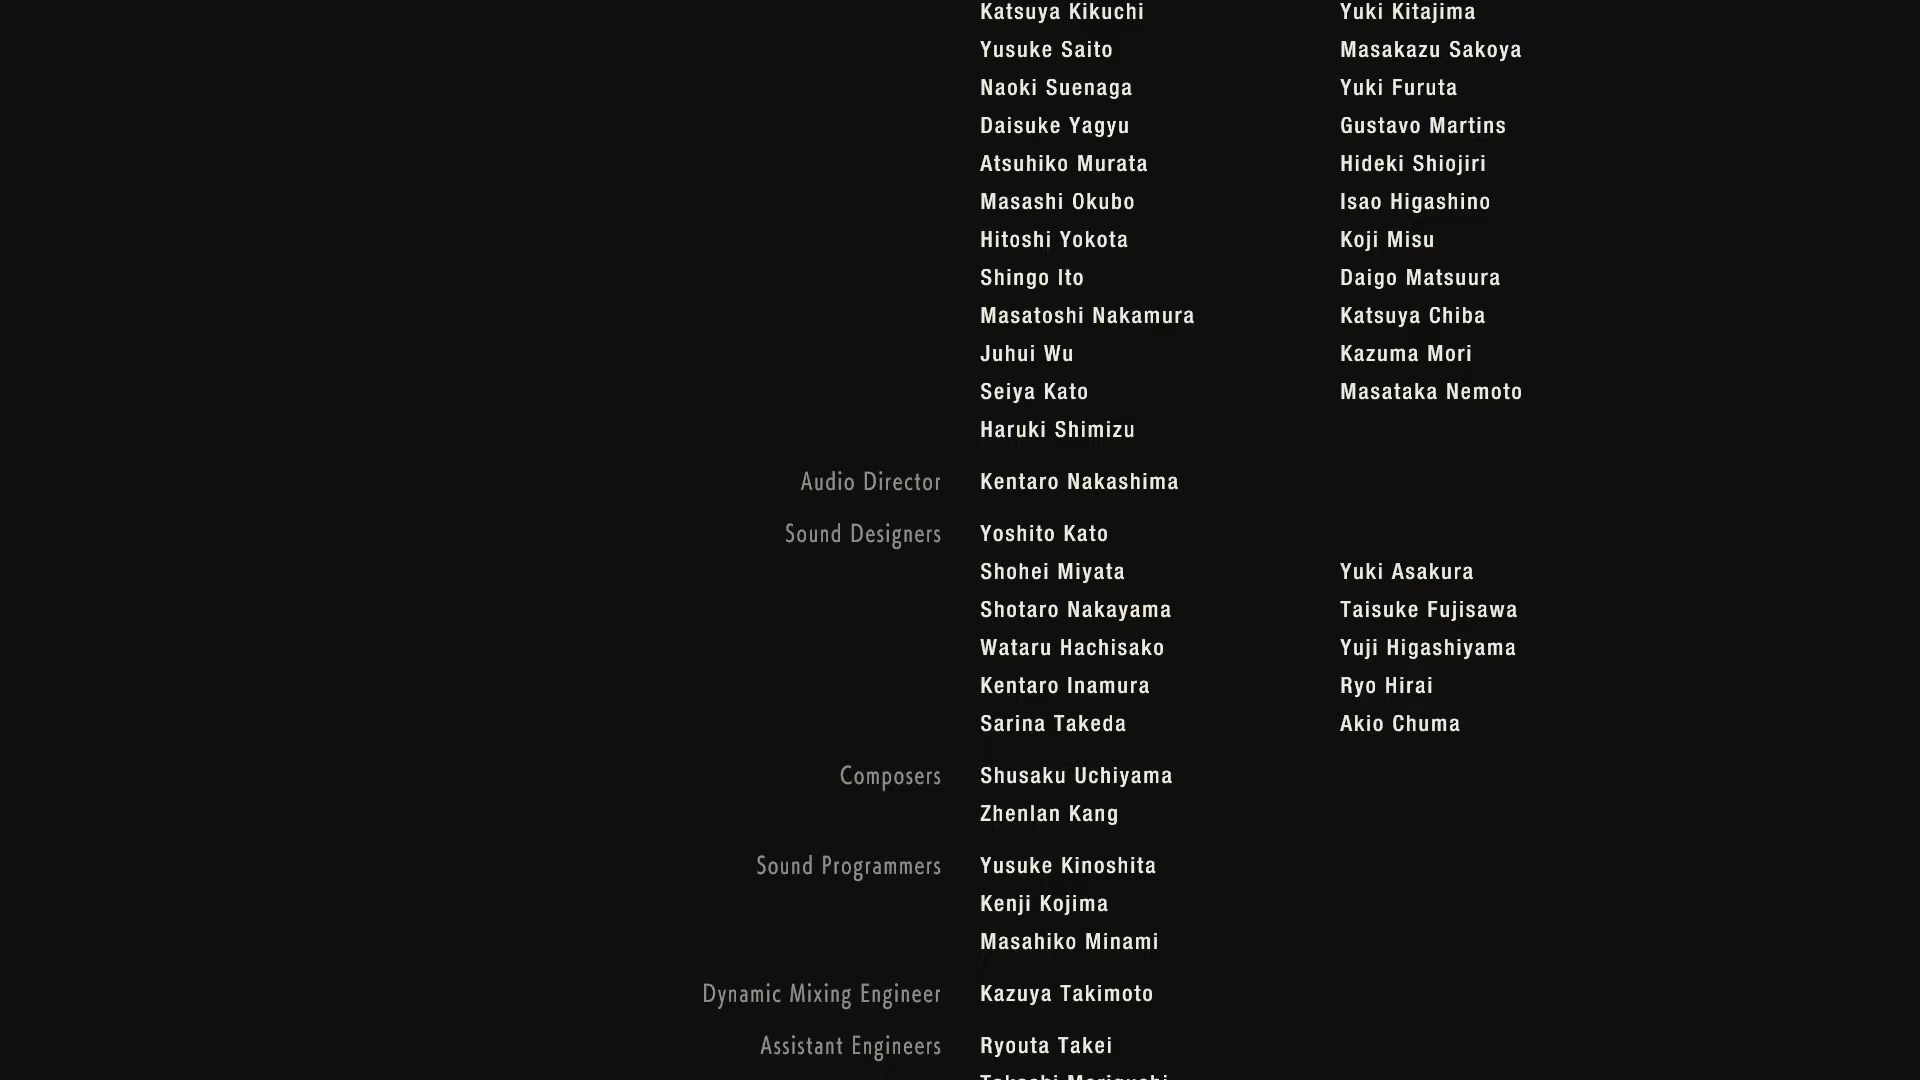 Katsuya Kikuchi Yuki Kitajima
Yusuke Saito Masakazu Sakoya
Naoki Suenaga Yuki Furuta
Daisuke Yagyu Gustavo Martins
Atsuhiko Murata Hideki Shiojiri
Masashi Okubo Isao Higashino
Hitoshi Yokota Koji Misu
Shingo Ito Daigo Matsuura
Masatoshi Nakamura Katsuya Chiba
Juhui Wu Kazuma Mori
Seiya Kato Masataka Nemoto
Haruki Shimizu
Audio Director Kentaro Nakashima
Sound Designers Yoshito Kato
Shohei Miyata Yuki Asakura
Shotaro Nakayama Taisuke Fujisawa
Wataru Hachisako Yuji Higashiyama
Kentaro Inamura Ryo Hirai
Sarina Takeda Akio Chuma
Composers Shusaku Uchiyama
Zhenlan Kang
Sound Programmers Yusuke Kinoshita
Kenji Kojima
Masahiko Minami
Dynamic Mixing Engineer Kazuya Takimoto
Assistant Engineers Ryouta Takei